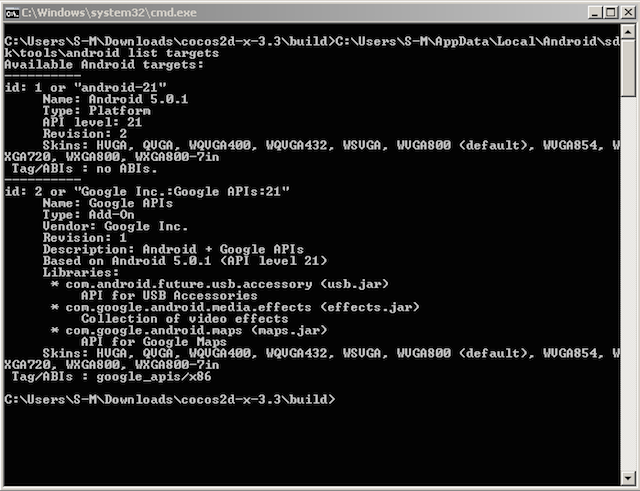 C:\Windows\system32\cmd.exe
C:\Users\S-M\Downloads\cocos2d-x-3.3\build>C:\Users\S-M\AppData\Local\Android\sd
k\tools\android list targets
Available Android targets:
----------
id: 1 or "android-21"
     Name: Android 5.0.1
     Type: Platform
     API level: 21
     Revision: 2
     Skins: HVGA, QVGA, WQVGA400, WQVGA432, WSVGA, WVGA800 (default), WVGA854, W
XGA720, WXGA800, WXGA800-7in
 Tag/ABIs : no ABIs.
----------
id: 2 or "Google Inc.:Google APIs:21"
     Name: Google APIs
     Type: Add-On
     Vendor: Google Inc.
     Revision: 1
     Description: Android + Google APIs
     Based on Android 5.0.1 (API level 21)
     Libraries:
      * com.android.future.usb.accessory (usb.jar)
          API for USB Accessories
      * com.google.android.media.effects (effects.jar)
          Collection of video effects
      * com.google.android.maps (maps.jar)
          API for Google Maps
     Skins: HVGA, QVGA, WQVGA400, WQVGA432, WSVGA, WVGA800 (default), WVGA854, W
XGA720, WXGA800, WXGA800-7in
 Tag/ABIs : google_apis/x86
C:\Users\S-M\Downloads\cocos2d-x-3.3\build>